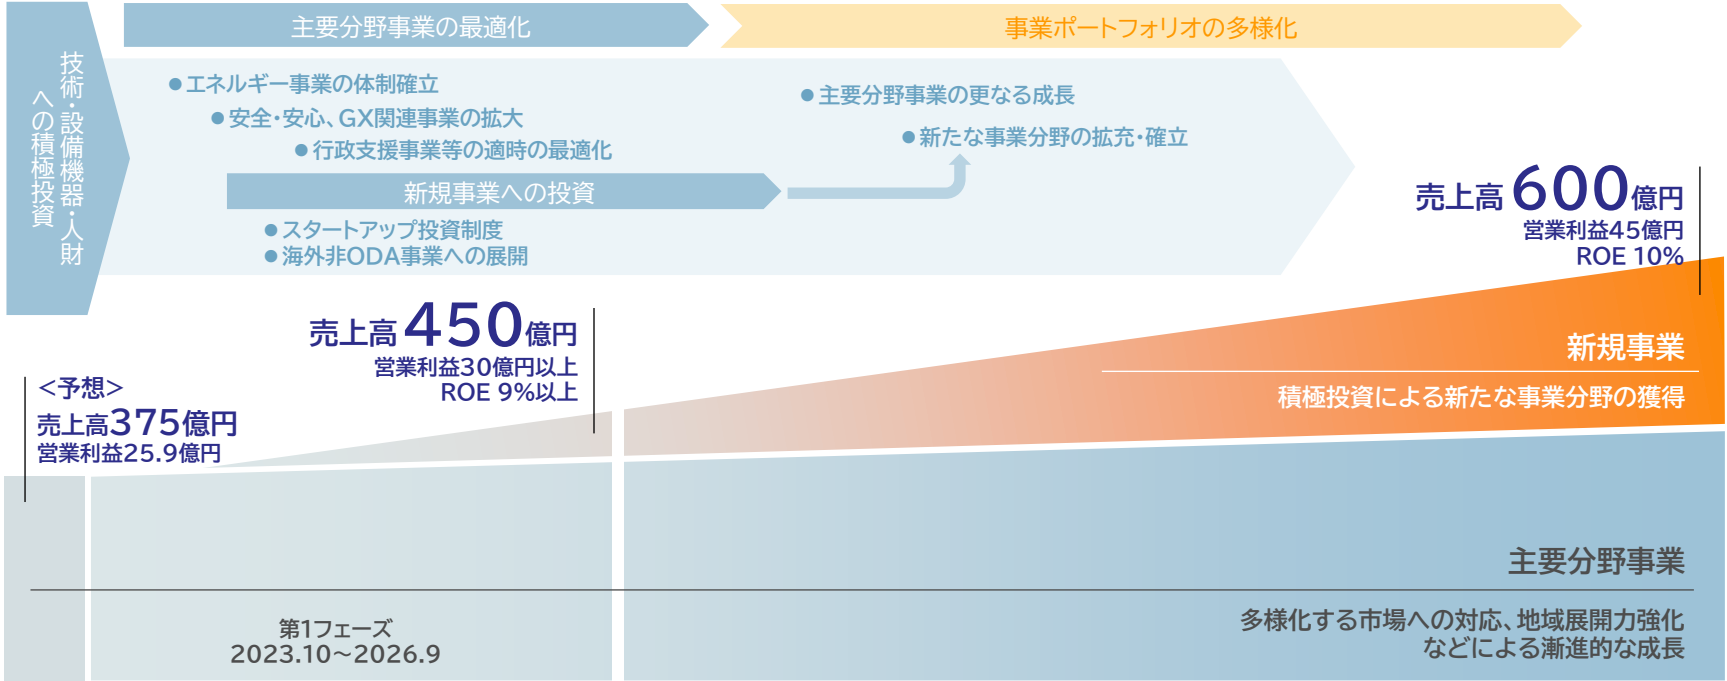 技術・設備機器・人財
への積極投資
主要分野事業の最適化
事業ポートフォリオの多様化
●エネルギー事業の体制確立
●安全・安心、GX関連事業の拡大
●行政支援事業等の適時の最適化
新規事業への投資
●スタートアップ投資制度
●海外非ODA事業への展開
●主要分野事業の更なる成長
●新たな事業分野の拡充・確立
<予想>
売上高375億円
営業利益25.9億円
売上高450億円
営業利益30億円以上
ROE 9%以上
売上高600億円
営業利益45億円
ROE 10%
新規事業
積極投資による新たな事業分野の獲得
主要分野事業
多様化する市場への対応、地域展開力強化
などによる漸進的な成長
第1フェーズ
2023.10～2026.9